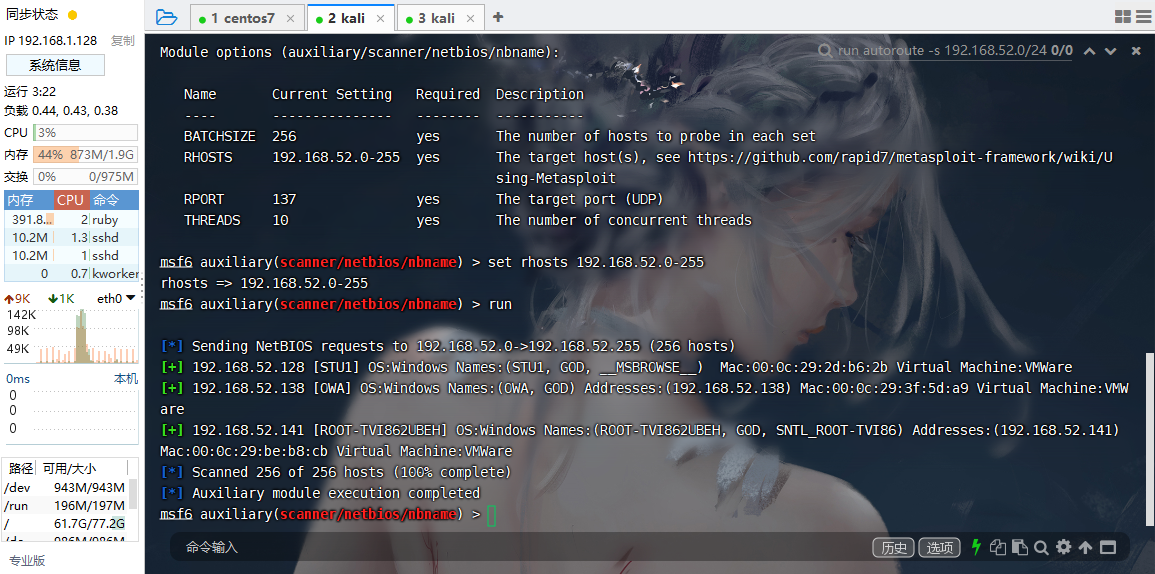 同步状态
IP 192.168.1.128 复制
系统信息
运行 3:22
负载 0.44, 0.43, 0.38
CPU 3%
内存 44% 873M/1.9G
交换 0% 0/975M
内存 CPU 命令
391.8... 2 ruby
10.2M 1.3 sshd
10.2M 1 sshd
0 0.7 kworker
9K 1K eth0
142K
98K
49K
0ms 本机
0
0
0
路径 可用/大小
/dev 943M/943M
/run 196M/197M
/ 61.7G/77.2G
986M/986M
专业版
1 centos7 × 2 kali × 3 kali × +
run autoroute -s 192.168.52.0/24 0/0
Module options (auxiliary/scanner/netbios/nbname):
Name Current Setting Required Description
---- --------------- -------- -----------
BATCHSIZE 256 yes The number of hosts to probe in each set
RHOSTS 192.168.52.0-255 yes The target host(s), see https://github.com/rapid7/metasploit-framework/wiki/U
sing-Metasploit
RPORT 137 yes The target port (UDP)
THREADS 10 yes The number of concurrent threads
msf6 auxiliary(scanner/netbios/nbname) > set rhosts 192.168.52.0-255
rhosts => 192.168.52.0-255
msf6 auxiliary(scanner/netbios/nbname) > run
[*] Sending NetBIOS requests to 192.168.52.0->192.168.52.255 (256 hosts)
[+] 192.168.52.128 [STU1] OS:Windows Names:(STU1, GOD, __MSBROWSE__) Mac:00:0c:29:2d:b6:2b Virtual Machine:VMWare
[+] 192.168.52.138 [OWA] OS:Windows Names:(OWA, GOD) Addresses:(192.168.52.138) Mac:00:0c:29:3f:5d:a9 Virtual Machine:VMW
are
[+] 192.168.52.141 [ROOT-TVI862UBEH] OS:Windows Names:(ROOT-TVI862UBEH, GOD, SNTL_ROOT-TVI86) Addresses:(192.168.52.141)
Mac:00:0c:29:be:b8:cb Virtual Machine:VMWare
[*] Scanned 256 of 256 hosts (100% complete)
[*] Auxiliary module execution completed
msf6 auxiliary(scanner/netbios/nbname) >
命令输入 历史 选项